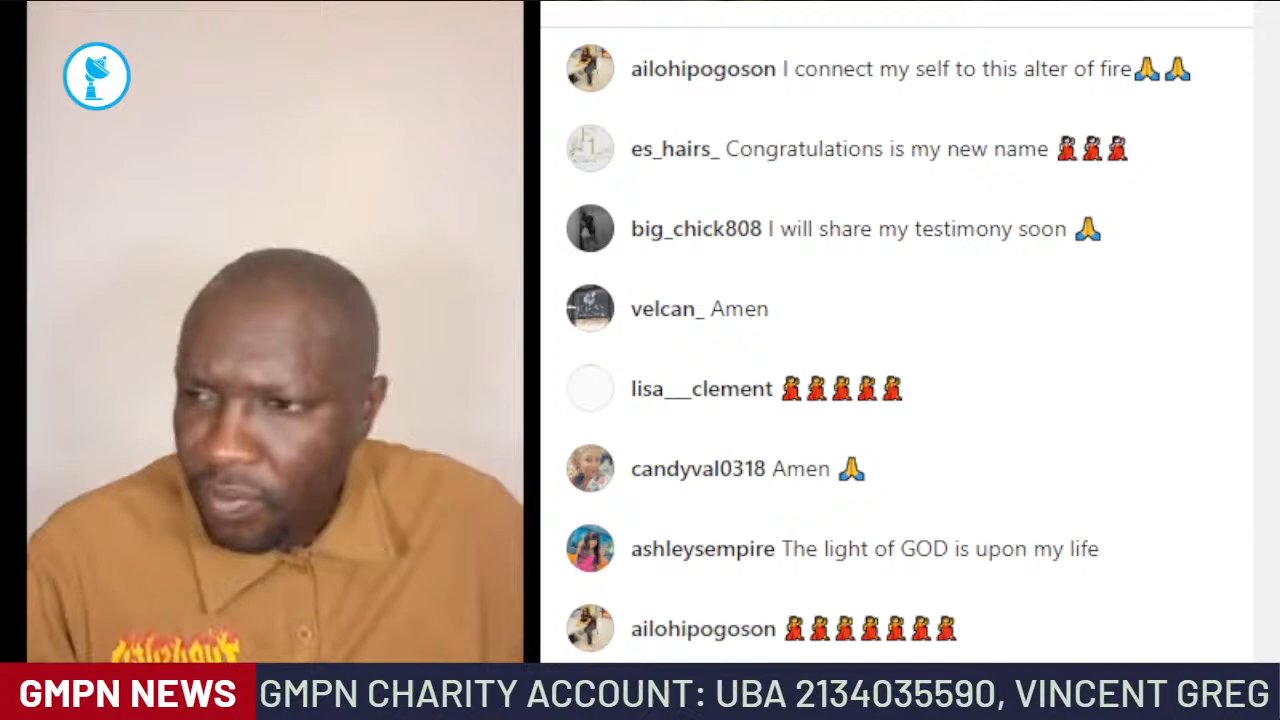 ailohipogoson I connect my self to this alter of fire🙏🙏
es_hairs_ Congratulations is my new name 💃💃💃
big_chick808 I will share my testimony soon 🙏
velcan_ Amen
lisa___clement 💃💃💃💃💃
candyval0318 Amen 🙏
ashleysempire The light of GOD is upon my life
ailohipogoson 💃💃💃💃💃💃💃
GMPN NEWS GMPN CHARITY ACCOUNT: UBA 2134035590, VINCENT GREG